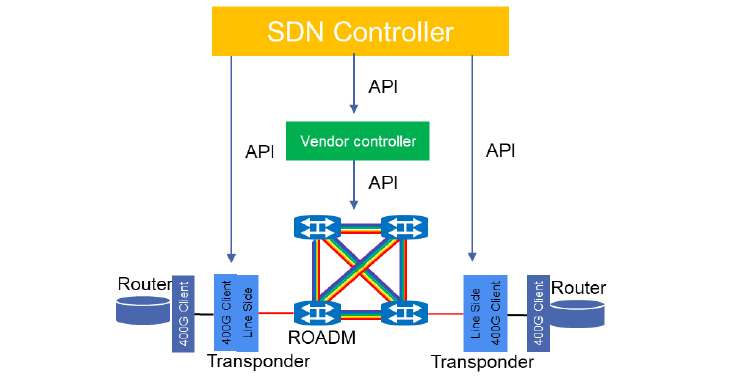 SDN Controller
API
Vendor controller
API
API
API
Router
400G Client
400G Client
Line Side
Transponder
ROADM
Line Side
400G Client
400G Client
Router
Transponder